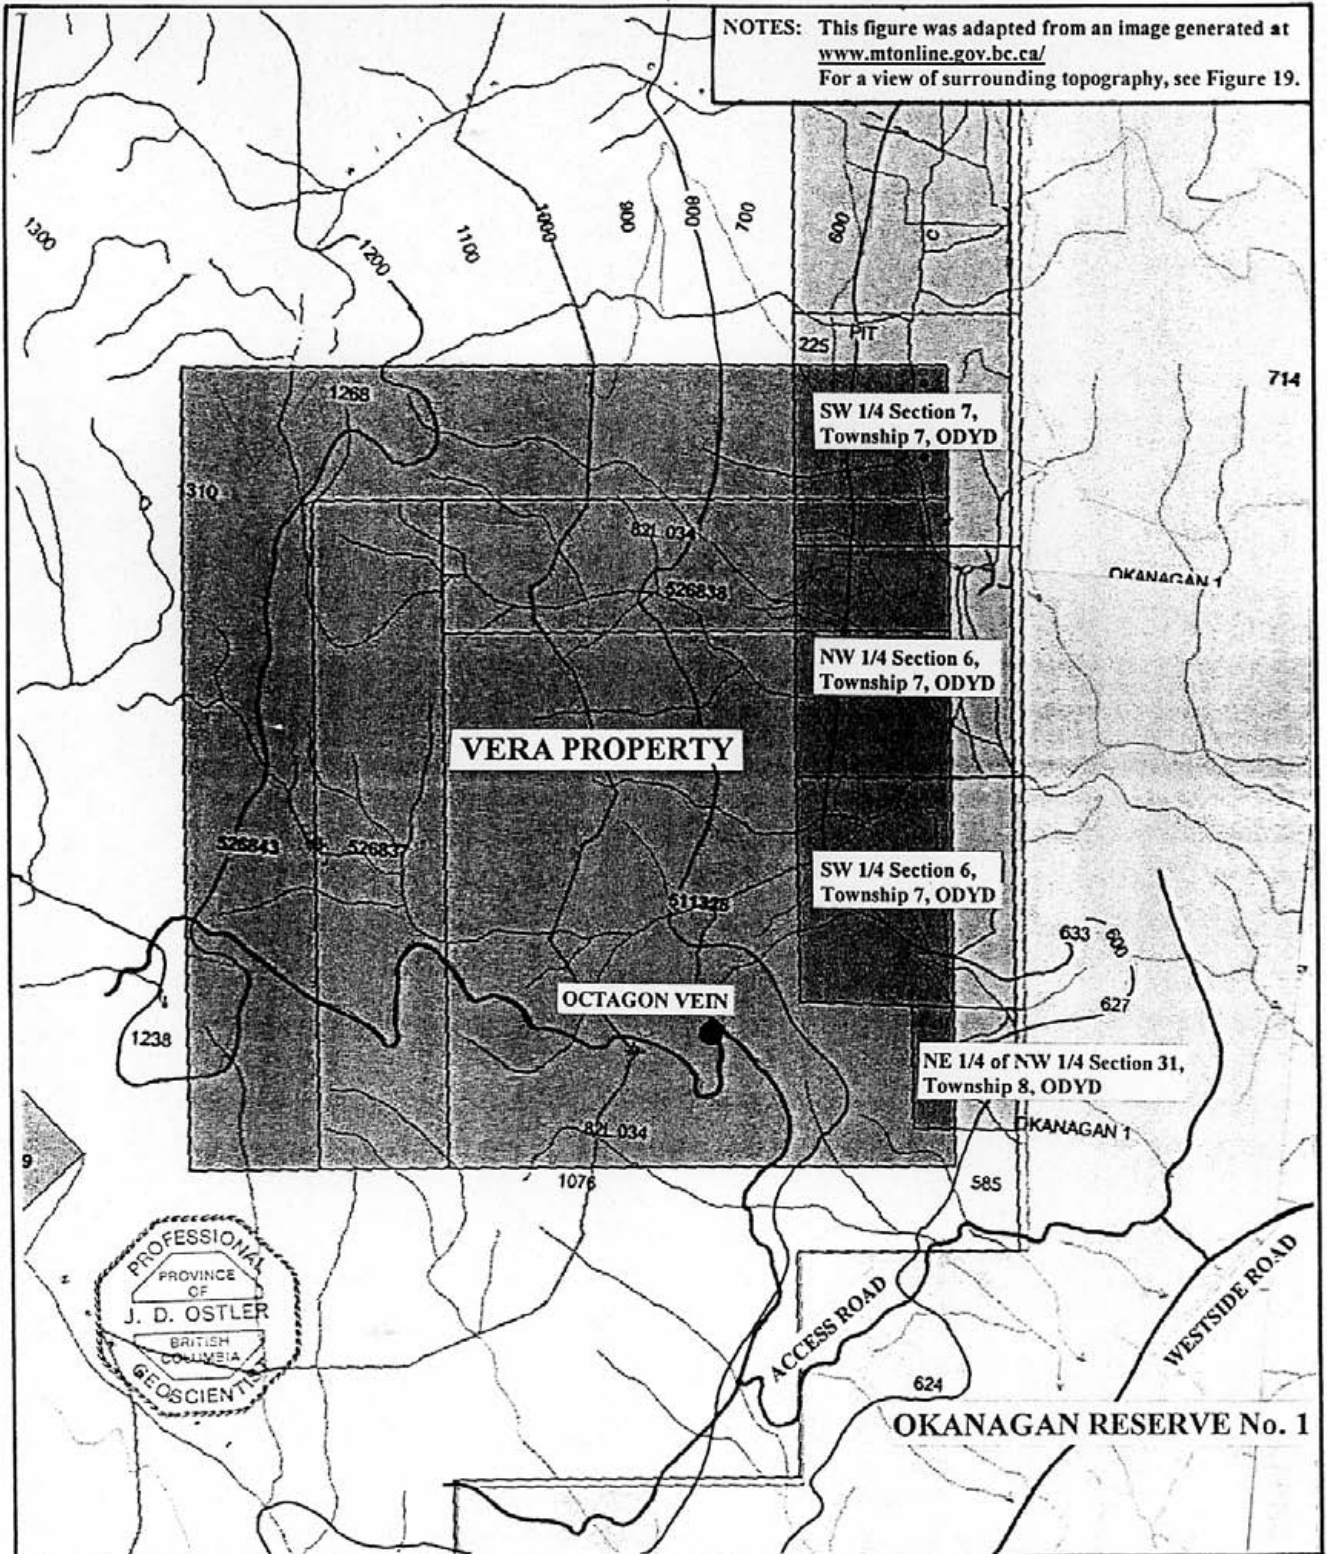 NOTES: This figure was adapted from an image generated at
www.mtonline.gov.bc.ca/
For a view of surrounding topography, see Figure 19.
1300
1200
1100
1000
900
800
700
600
C
PIT
225
714
1268
SW 1/4 Section 7,
Township 7, ODYD
310
82L 034
OKANAGAN 1
526838
NW 1/4 Section 6,
Township 7, ODYD
VERA PROPERTY
526843
52683
SW 1/4 Section 6,
Township 7, ODYD
511328
633
600
627
OCTAGON VEIN
1238
NE 1/4 of NW 1/4 Section 31,
Township 8, ODYD
OKANAGAN 1
82L 034
9
1076
585
PROFESSIONAL
PROVINCE
OF
J. D. OSTLER
BRITISH
COLUMBIA
GEOSCIENTIST
ACCESS ROAD
WESTSIDE ROAD
624
OKANAGAN RESERVE No. 1